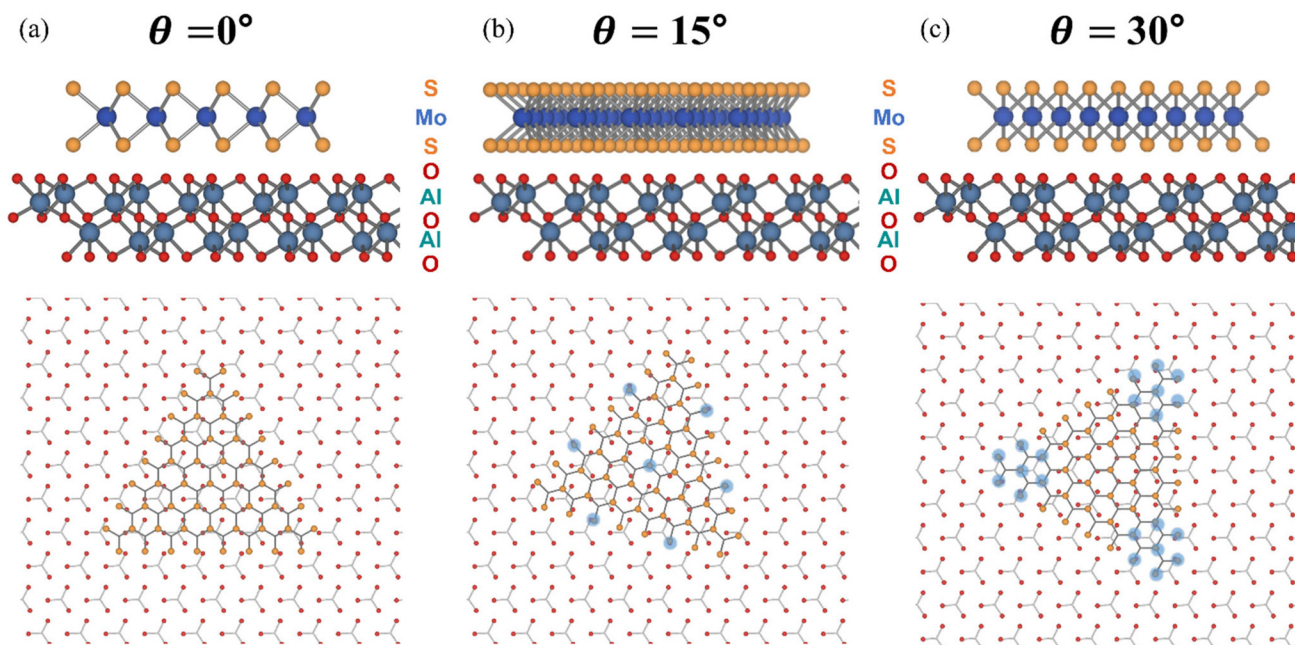 (a) θ =0°
(b) θ = 15°
(c) θ = 30°
S
Mo
S
O
Al
O
Al
O
S
Mo
S
O
Al
O
Al
O